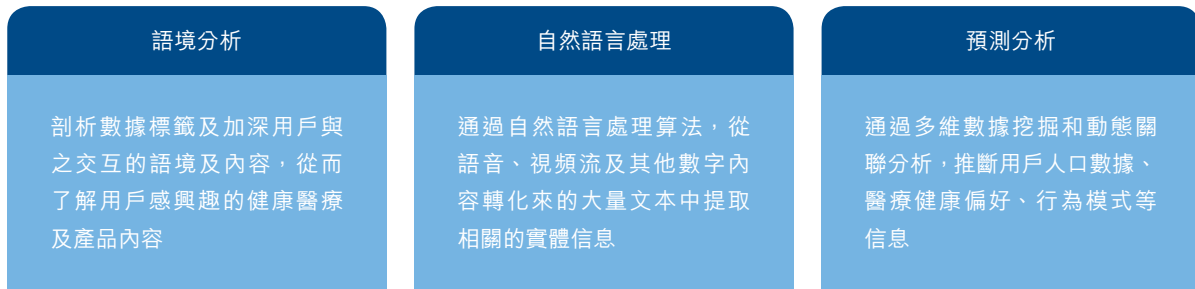 語境分析
剖析數據標籤及加深用戶與
之交互的語境及內容，從而
了解用戶感興趣的健康醫療
及產品內容
自然語言處理
通過自然語言處理算法，從
語音、視頻流及其他數字內
容轉化來的大量文本中提取
相關的實體信息
預測分析
通過多維數據挖掘和動態關
聯分析，推斷用戶人口數據、
醫療健康偏好、行為模式等
信息